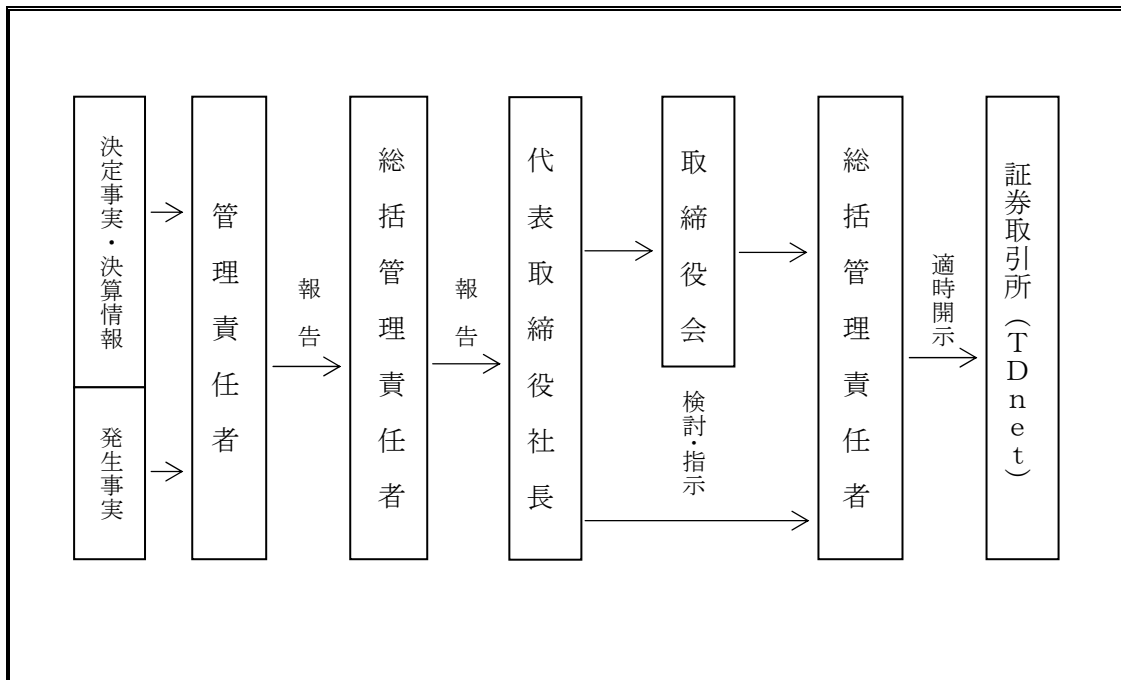 決定事実・決算情報
発生事実
管理責任者
報告
総括管理責任者
報告
代表取締役社長
取締役会
検討・指示
総括管理責任者
適時開示
証券取引所（ＴＤｎｅｔ）